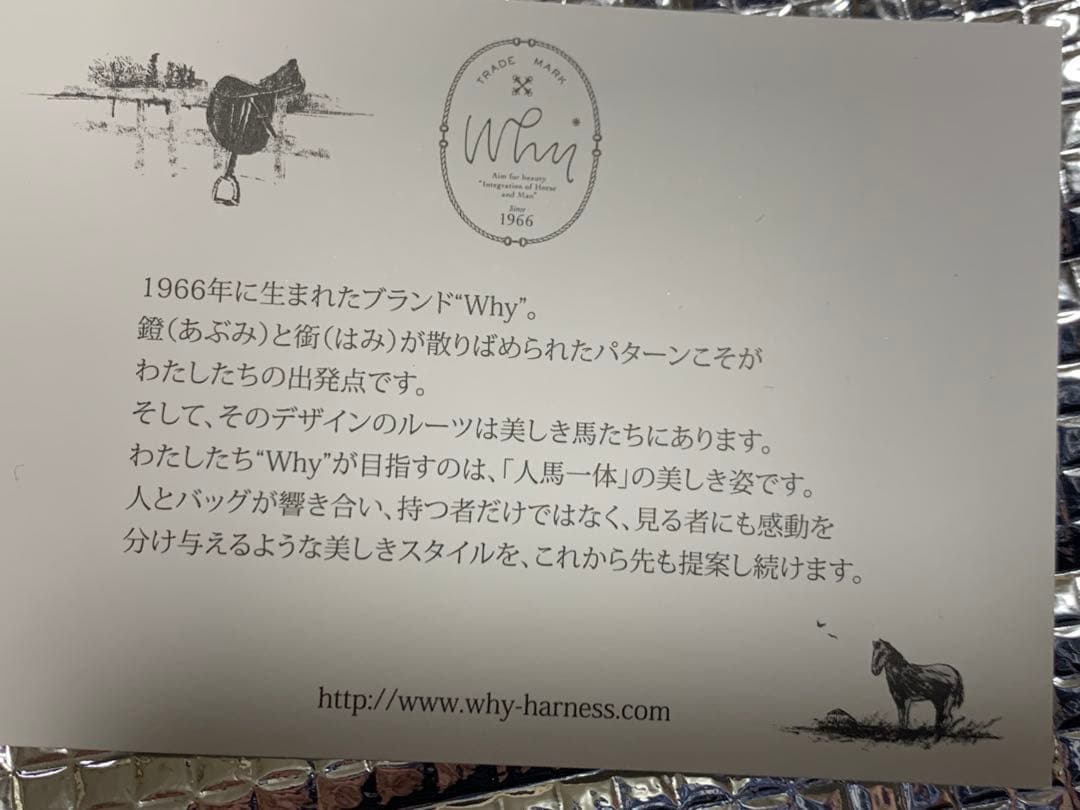 TRADE MARK
Why
Aim for beauty
"Integration of Horse
and Man"
Since
1966
1966年に生まれたブランド“Why”。
鐙（あぶみ）と銜（はみ）が散りばめられたパターンこそが
わたしたちの出発点です。
そして、そのデザインのルーツは美しき馬たちにあります。
わたしたち“Why”が目指すのは、「人馬一体」の美しき姿です。
人とバッグが響き合い、持つ者だけではなく、見る者にも感動を
分け与えるような美しきスタイルを、これから先も提案し続けます。
http://www.why-harness.com